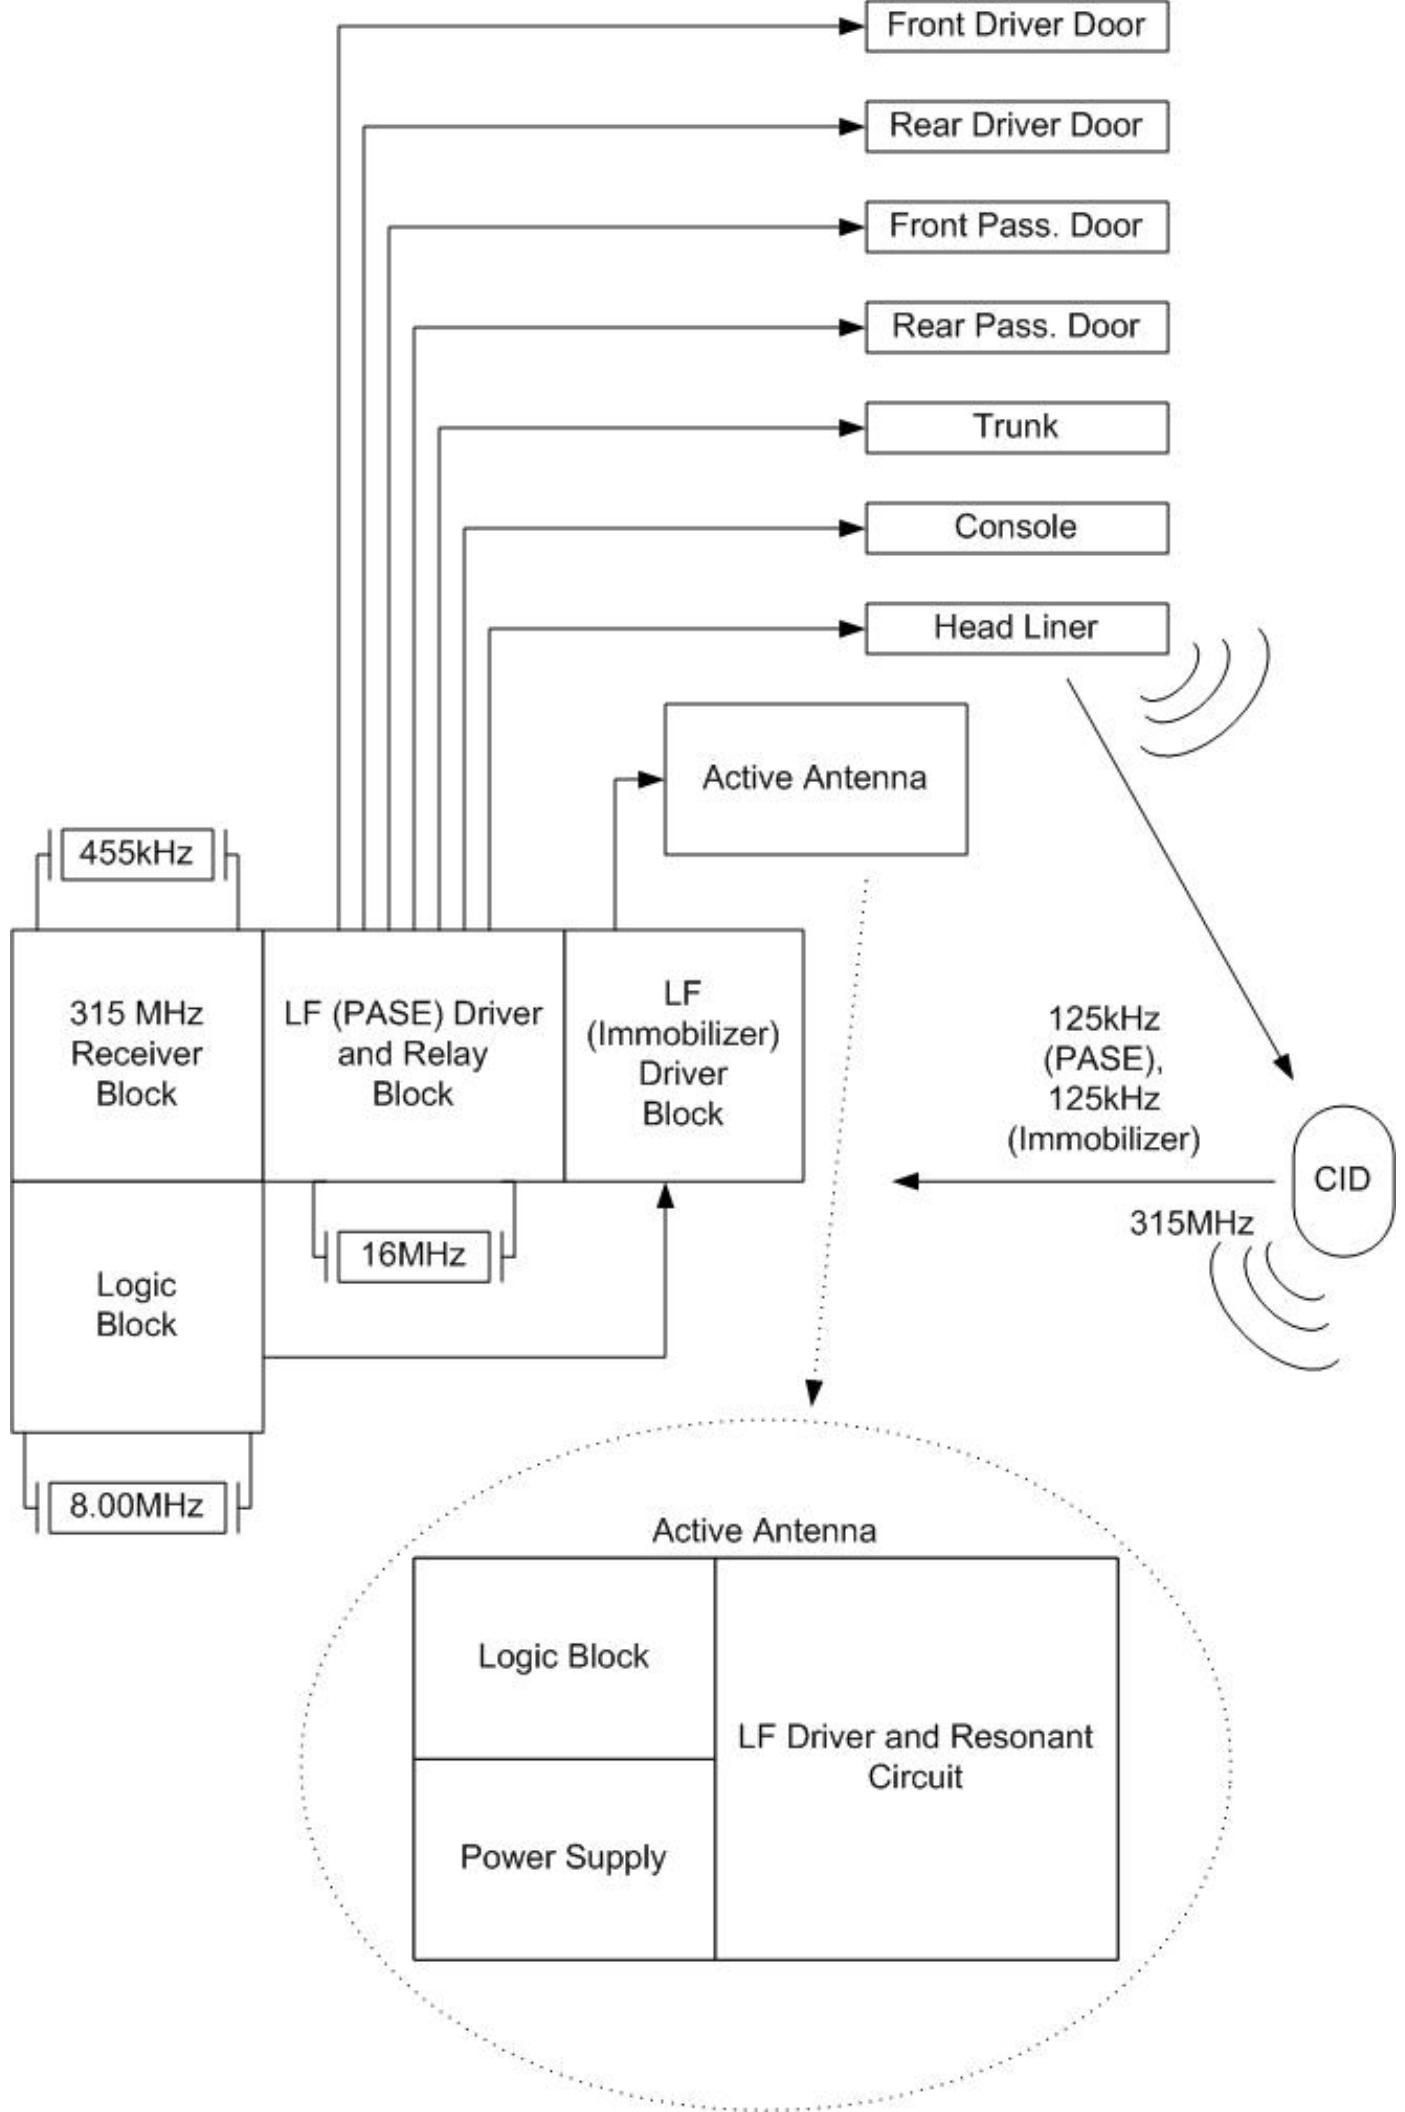 Front Driver Door
Rear Driver Door
Front Pass. Door
Rear Pass. Door
Trunk
Console
Head Liner
Active Antenna
455kHz
315 MHz
Receiver
Block
LF (PASE) Driver
and Relay
Block
LF
(Immobilizer)
Driver
Block
125kHz
(PASE),
125kHz
(Immobilizer)
CID
315MHz
16MHz
Logic
Block
8.00MHz
Active Antenna
Logic Block
LF Driver and Resonant
Circuit
Power Supply